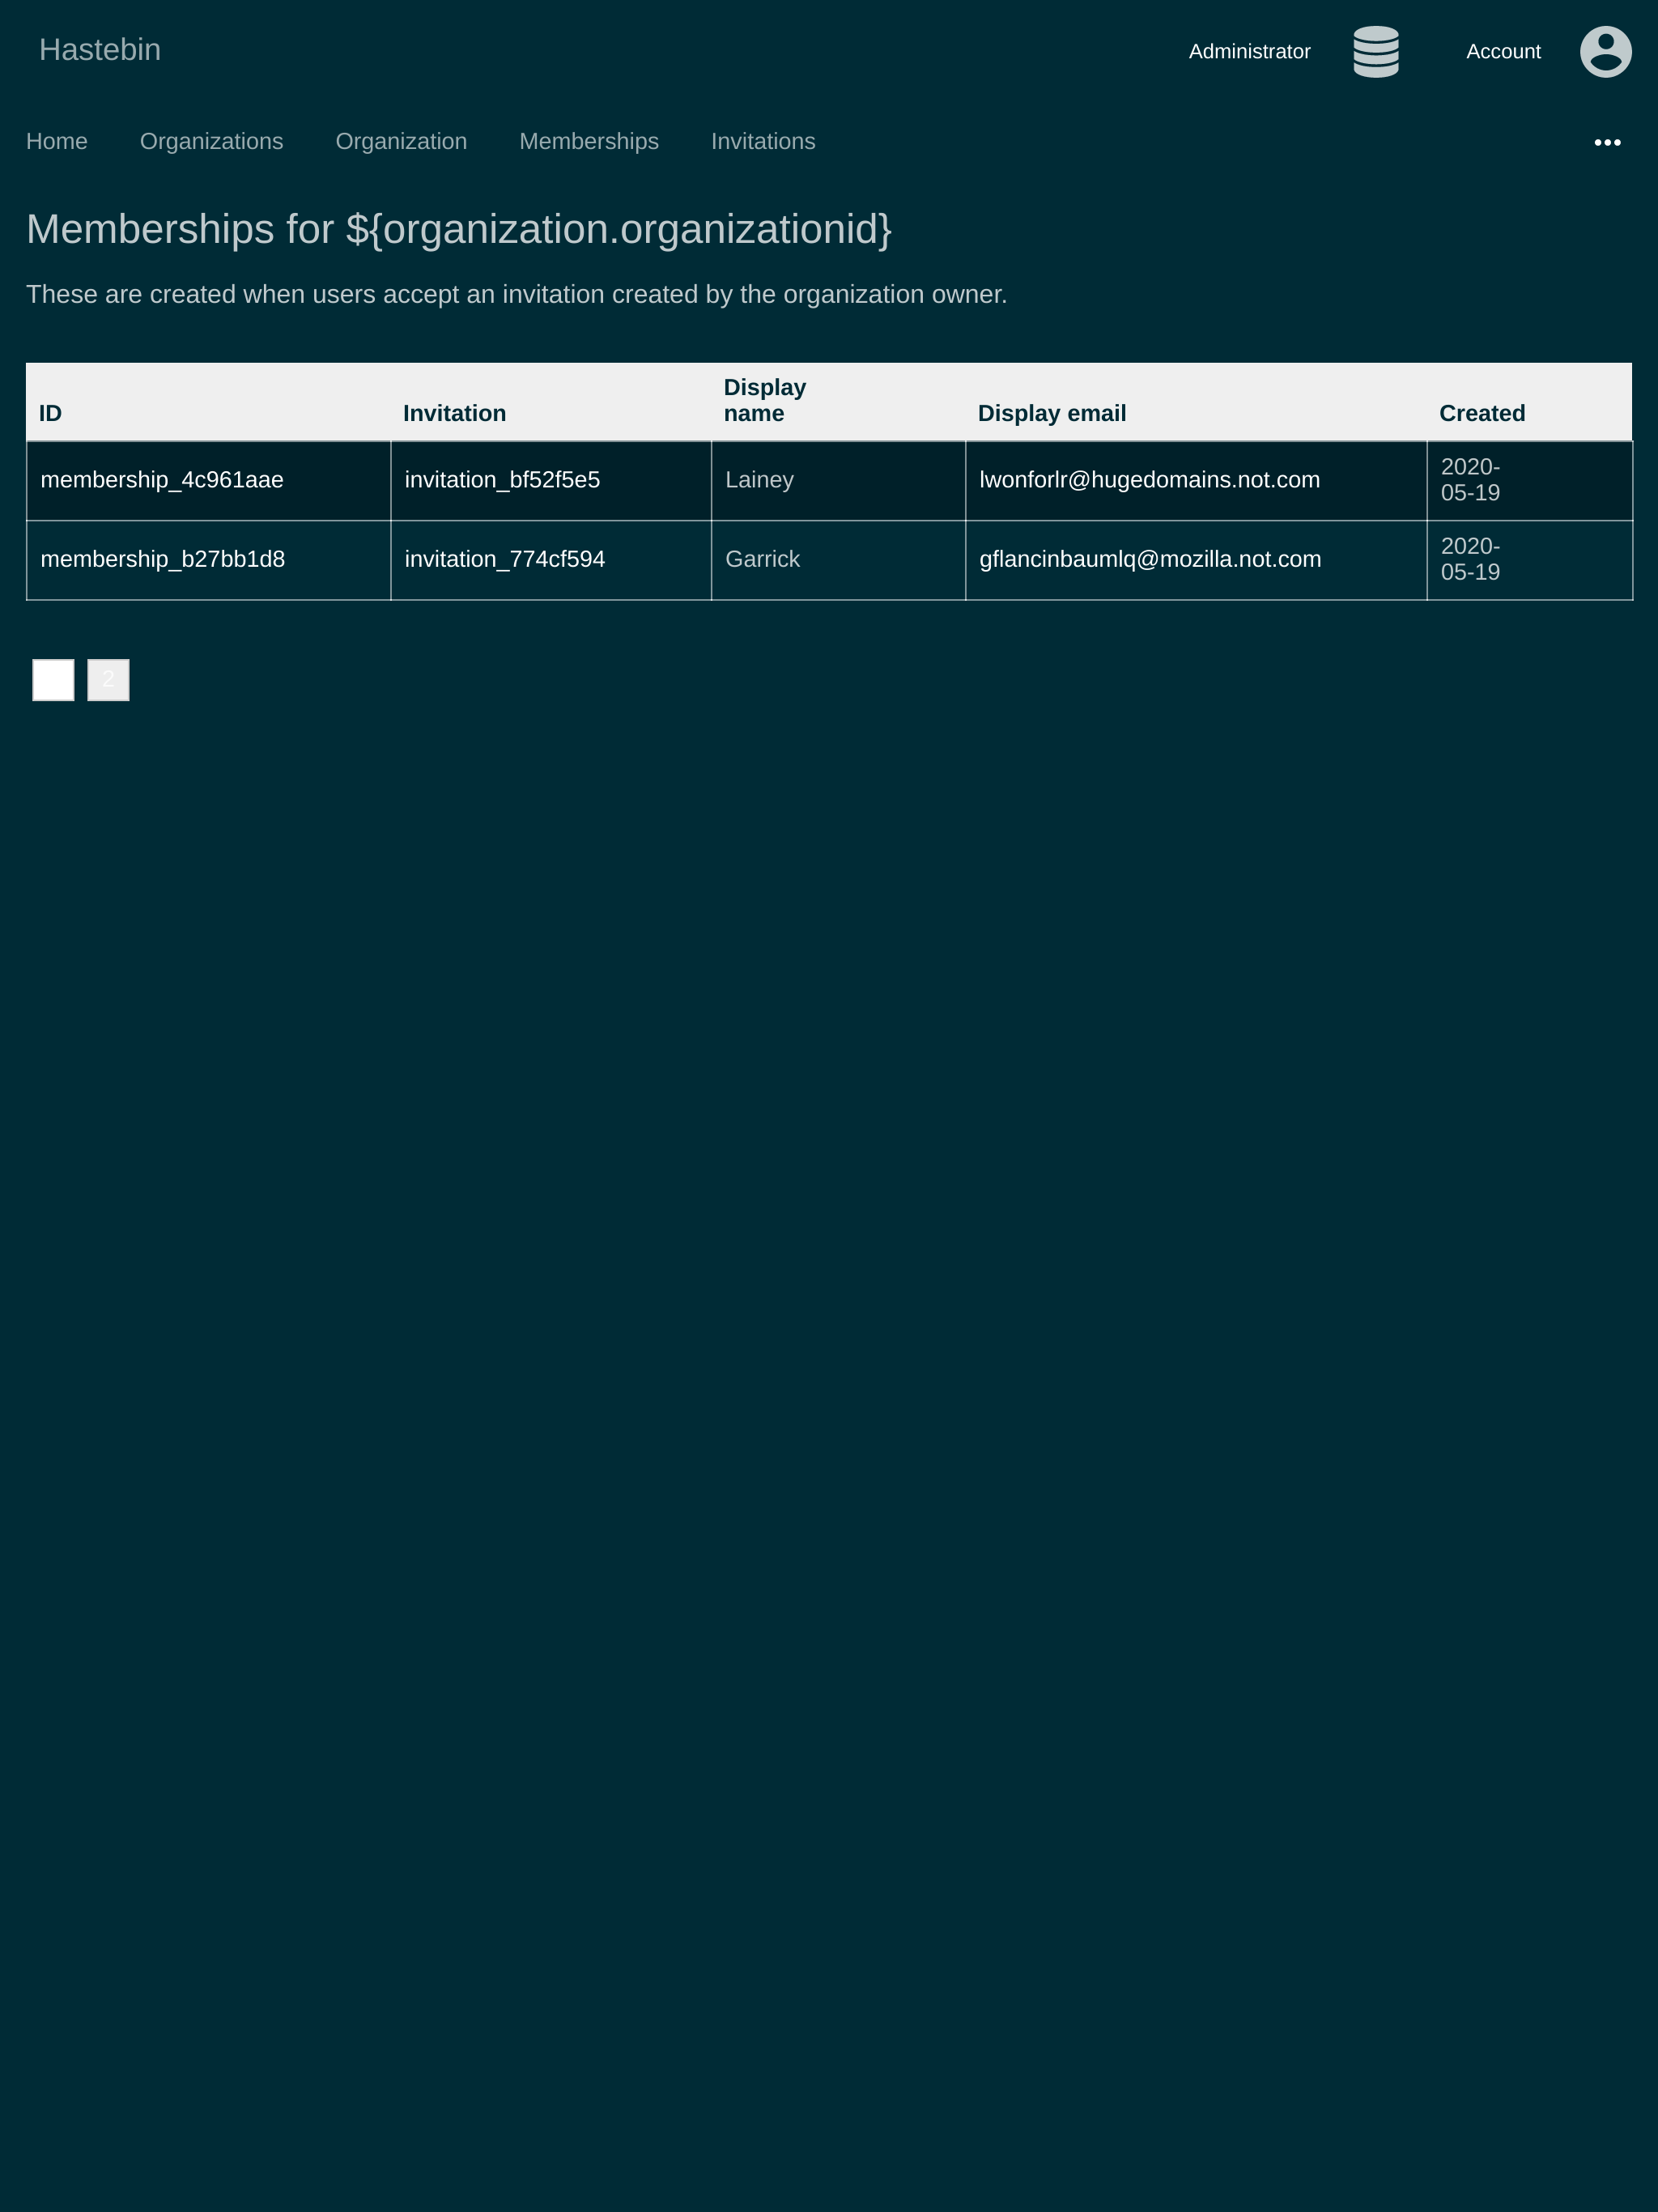 Hastebin
Administrator
Account
Home Organizations Organization Memberships Invitations
•••
Memberships for ${organization.organizationid}
These are created when users accept an invitation created by the organization owner.
ID Invitation Display name Display email Created
membership_4c961aae invitation_bf52f5e5 Lainey lwonforlr@hugedomains.not.com 2020-05-19
membership_b27bb1d8 invitation_774cf594 Garrick gflancinbaumlq@mozilla.not.com 2020-05-19
2